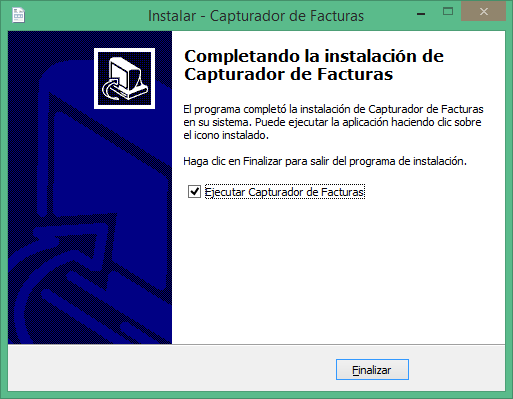 Instalar - Capturador de Facturas
Completando la instalación de
Capturador de Facturas
El programa completó la instalación de Capturador de Facturas
en su sistema. Puede ejecutar la aplicación haciendo clic sobre
el icono instalado.
Haga clic en Finalizar para salir del programa de instalación.
Ejecutar Capturador de Facturas
Finalizar